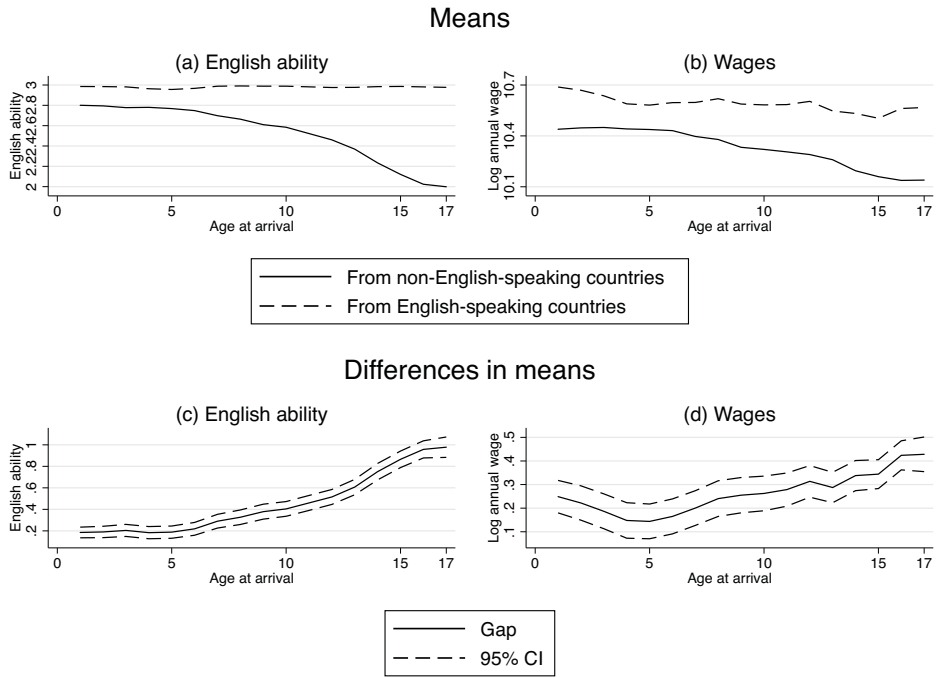 Means
(a) English ability
English ability
2 2.2 2.4 2.6 2.8 3
0 5 10 15 17
Age at arrival
(b) Wages
Log annual wage
10.1 10.4 10.7
0 5 10 15 17
Age at arrival
From non-English-speaking countries
From English-speaking countries
Differences in means
(c) English ability
English ability
.2 .4 .6 .8 1
0 5 10 15 17
Age at arrival
(d) Wages
Log annual wage
.1 .2 .3 .4 .5
0 5 10 15 17
Age at arrival
Gap
95% CI